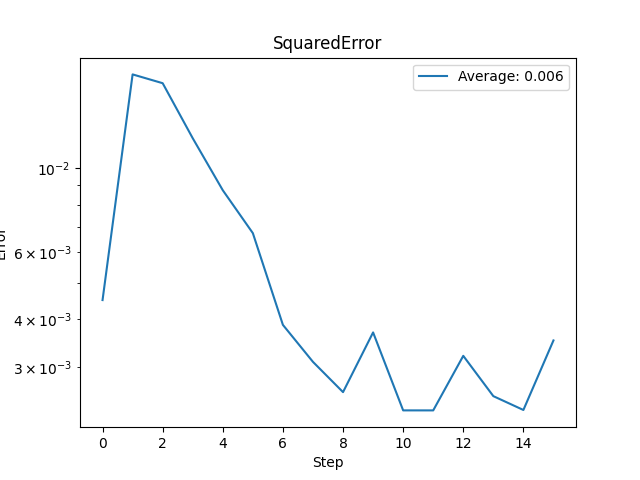 SquaredError
Average: 0.006
10⁻²
6 × 10⁻³
4 × 10⁻³
3 × 10⁻³
Error
0 2 4 6 8 10 12 14
Step